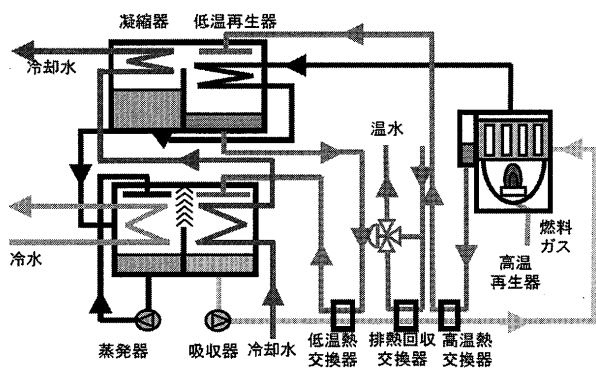 凝縮器 低温再生器
冷却水
温水
冷水
燃料
ガス
高温
再生器
蒸発器 吸収器 冷却水
低温熱
交換器
排熱回収
交換器
高温熱
交換器